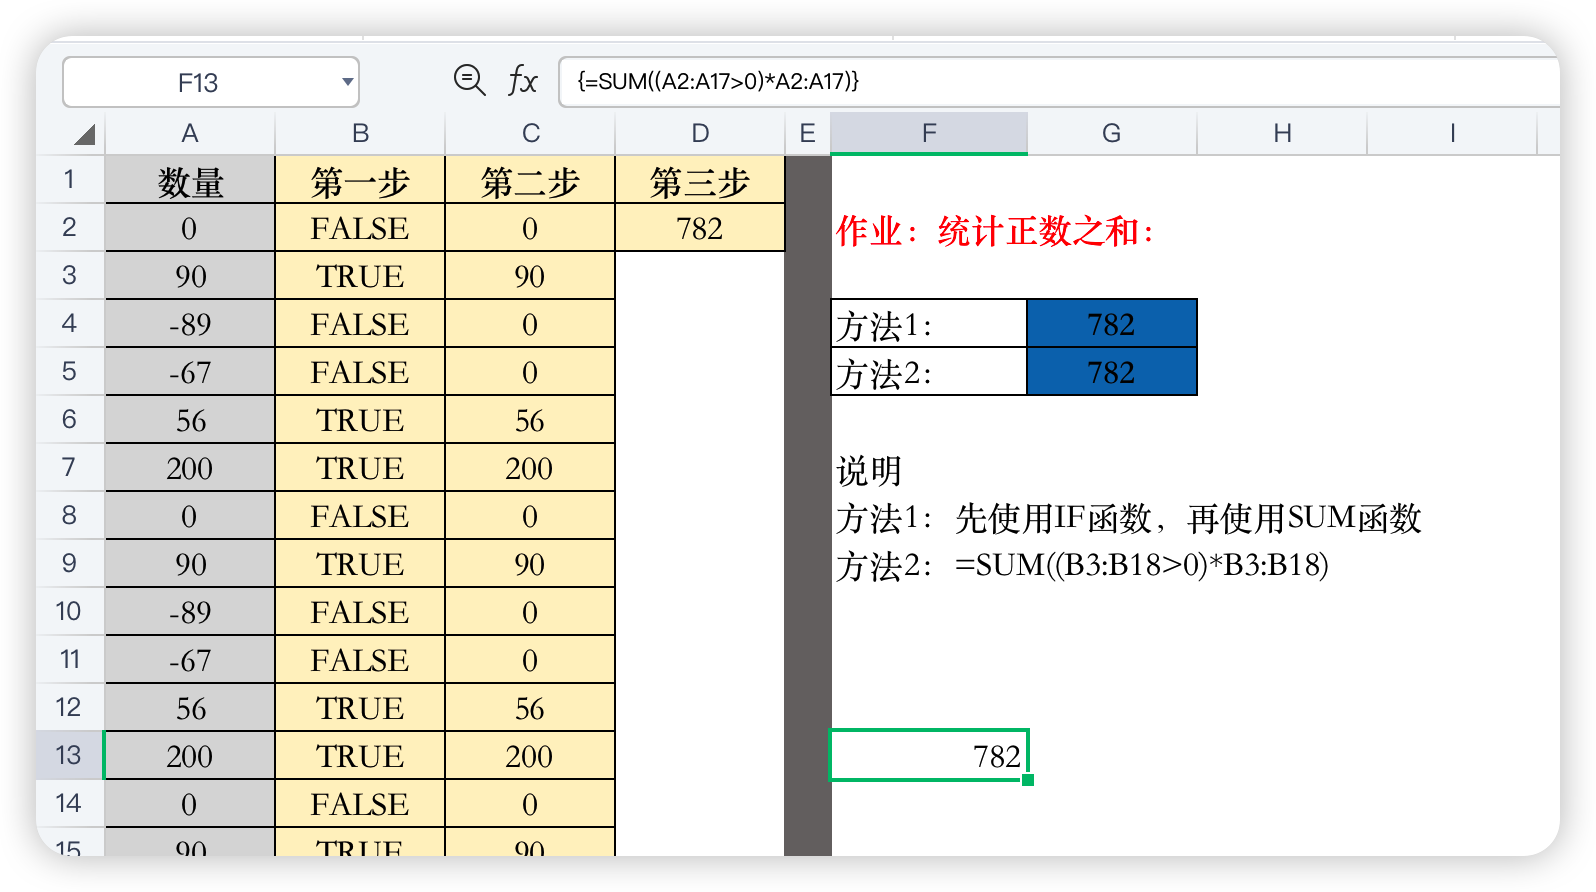 F13 fx {=SUM((A2:A17>0)*A2:A17)}
A B C D E F G H I
1 数量 第一步 第二步 第三步
2 0 FALSE 0 782 作业：统计正数之和：
3 90 TRUE 90
4 -89 FALSE 0 方法1： 782
5 -67 FALSE 0 方法2： 782
6 56 TRUE 56
7 200 TRUE 200 说明
8 0 FALSE 0 方法1：先使用IF函数，再使用SUM函数
9 90 TRUE 90 方法2：=SUM((B3:B18>0)*B3:B18)
10 -89 FALSE 0
11 -67 FALSE 0
12 56 TRUE 56
13 200 TRUE 200 782
14 0 FALSE 0
15 90 TRUE 90